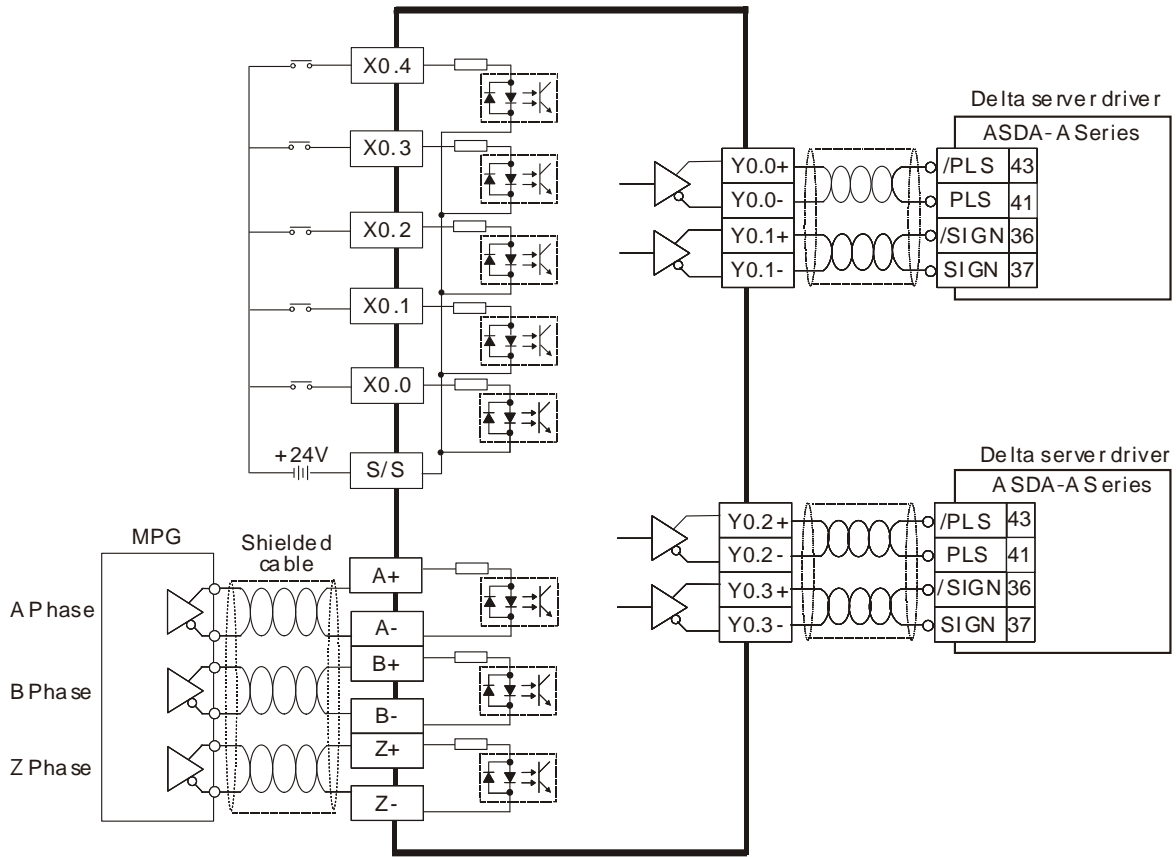 X0.4
X0.3
X0.2
X0.1
X0.0
+24V
S/S
MPG
Shielded
cable
A Phase
B Phase
Z Phase
A+
A-
B+
B-
Z+
Z-
Delta server driver
ASDA-A Series
Y0.0+
Y0.0-
Y0.1+
Y0.1-
/PLS 43
PLS 41
/SIGN 36
SIGN 37
Delta server driver
ASDA-A Series
Y0.2+
Y0.2-
Y0.3+
Y0.3-
/PLS 43
PLS 41
/SIGN 36
SIGN 37